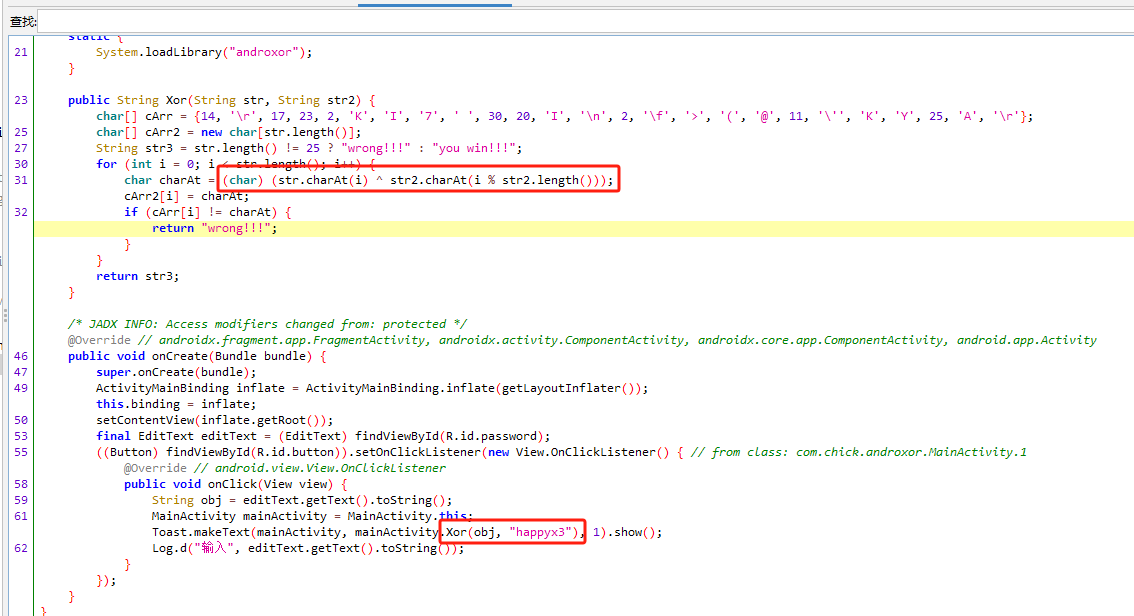 查找:
static {
21 System.loadLibrary("androxor");
}
23 public String Xor(String str, String str2) {
char[] cArr = {14, '\r', 17, 23, 2, 'K', 'I', '7', ' ', 30, 20, 'I', '\n', 2, '\f', '>', '(', '@', 11, '\'', 'K', 'Y', 25, 'A', '\r'};
25 char[] cArr2 = new char[str.length()];
27 String str3 = str.length() != 25 ? "wrong!!!" : "you win!!!";
30 for (int i = 0; i < str.length(); i++) {
31 char charAt = (char) (str.charAt(i) ^ str2.charAt(i % str2.length()));
cArr2[i] = charAt;
32 if (cArr[i] != charAt) {
return "wrong!!!";
}
}
return str3;
}
/* JADX INFO: Access modifiers changed from: protected */
@Override // androidx.fragment.app.FragmentActivity, androidx.activity.ComponentActivity, androidx.core.app.ComponentActivity, android.app.Activity
46 public void onCreate(Bundle bundle) {
47 super.onCreate(bundle);
49 ActivityMainBinding inflate = ActivityMainBinding.inflate(getLayoutInflater());
this.binding = inflate;
50 setContentView(inflate.getRoot());
53 final EditText editText = (EditText) findViewById(R.id.password);
55 ((Button) findViewById(R.id.button)).setOnClickListener(new View.OnClickListener() { // from class: com.chick.androxor.MainActivity.1
@Override // android.view.View.OnClickListener
58 public void onClick(View view) {
59 String obj = editText.getText().toString();
61 MainActivity mainActivity = MainActivity.this;
Toast.makeText(mainActivity, mainActivity.Xor(obj, "happyx3"), 1).show();
62 Log.d("输入", editText.getText().toString());
}
});
}
}